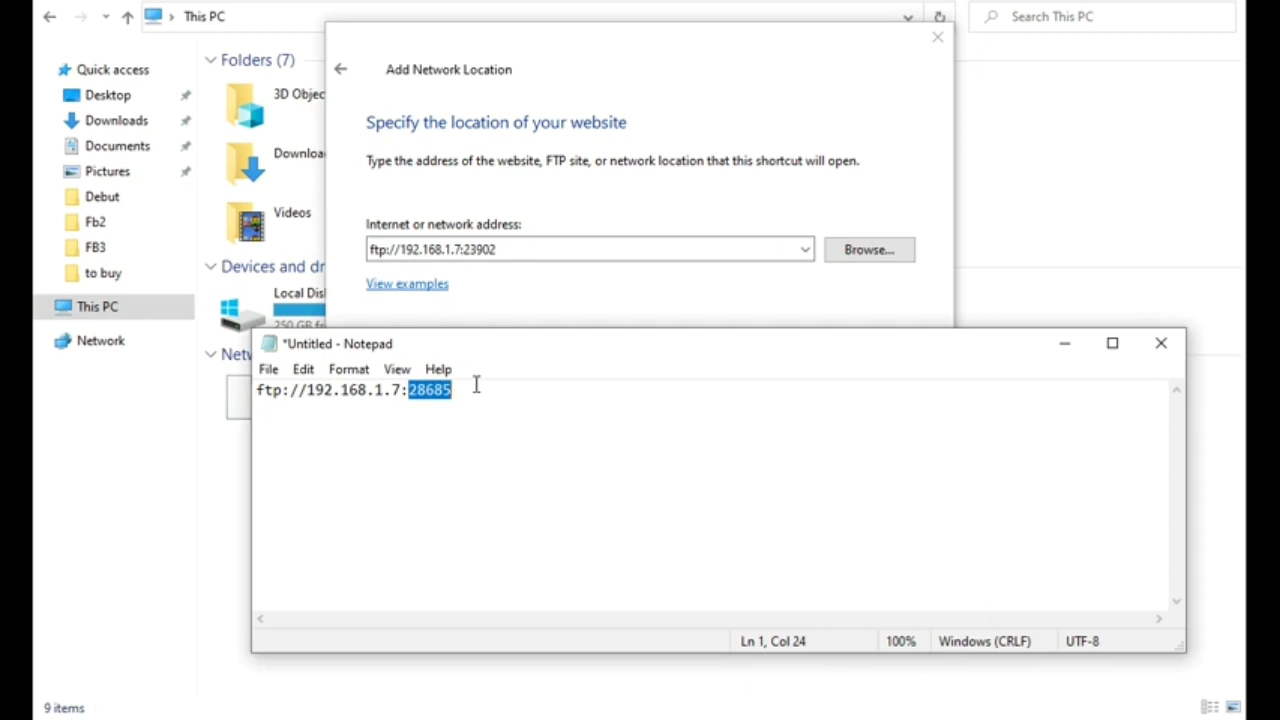 This PC
Search This PC
Add Network Location
Quick access
Desktop
Downloads
Documents
Pictures
Debut
Fb2
FB3
to buy
This PC
Network
Folders (7)
3D Objec
Downloa
Videos
Devices and dr
Local Dis
250 GB fr
Netw
Specify the location of your website
Type the address of the website, FTP site, or network location that this shortcut will open.
Internet or network address:
ftp://192.168.1.7:23902
Browse...
View examples
*Untitled - Notepad
File Edit Format View Help
ftp://192.168.1.7:28685
Ln 1, Col 24
100%
Windows (CRLF)
UTF-8
9 items